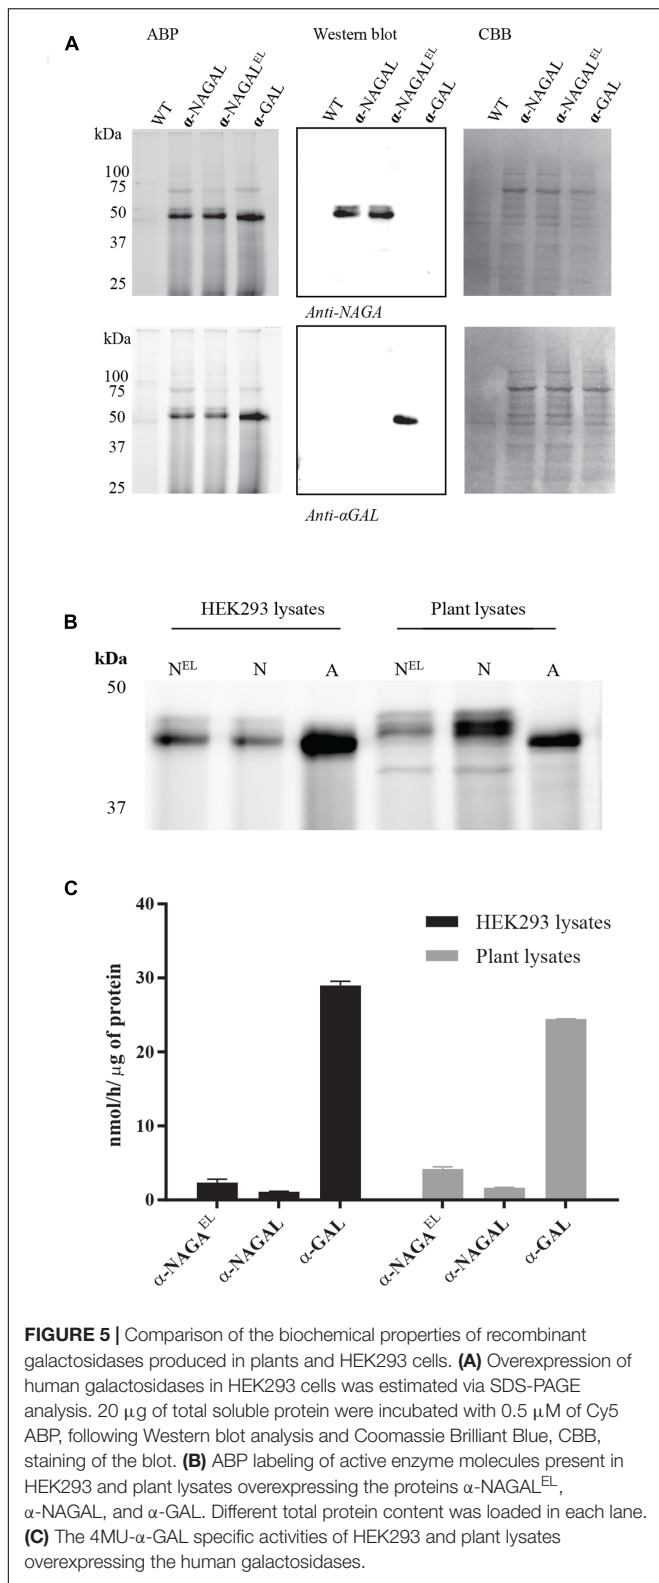 A
ABP
Western blot
CBB
WT
α-NAGAL
α-NAGAL^EL
α-GAL
WT
α-NAGAL
α-NAGAL^EL
α-GAL
WT
α-NAGAL
α-NAGAL^EL
α-GAL
kDa
100
75
50
37
25
Anti-NAGA
kDa
100
75
50
37
25
Anti-αGAL
B
HEK293 lysates
Plant lysates
kDa
N^EL
N
A
N^EL
N
A
50
37
C
40
30
20
10
0
nmol/h/ μg of protein
HEK293 lysates
Plant lysates
α-NAGA^EL
α-NAGAL
α-GAL
α-NAGA^EL
α-NAGAL
α-GAL
FIGURE 5 | Comparison of the biochemical properties of recombinant
galactosidases produced in plants and HEK293 cells. (A) Overexpression of
human galactosidases in HEK293 cells was estimated via SDS-PAGE
analysis. 20 μg of total soluble protein were incubated with 0.5 μM of Cy5
ABP, following Western blot analysis and Coomassie Brilliant Blue, CBB,
staining of the blot. (B) ABP labeling of active enzyme molecules present in
HEK293 and plant lysates overexpressing the proteins α-NAGAL^EL,
α-NAGAL, and α-GAL. Different total protein content was loaded in each lane.
(C) The 4MU-α-GAL specific activities of HEK293 and plant lysates
overexpressing the human galactosidases.